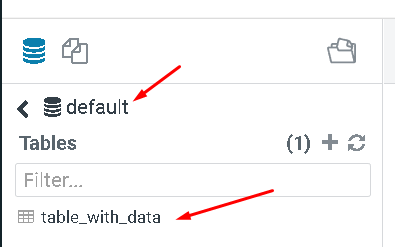 default
Tables (1)
Filter...
table_with_data